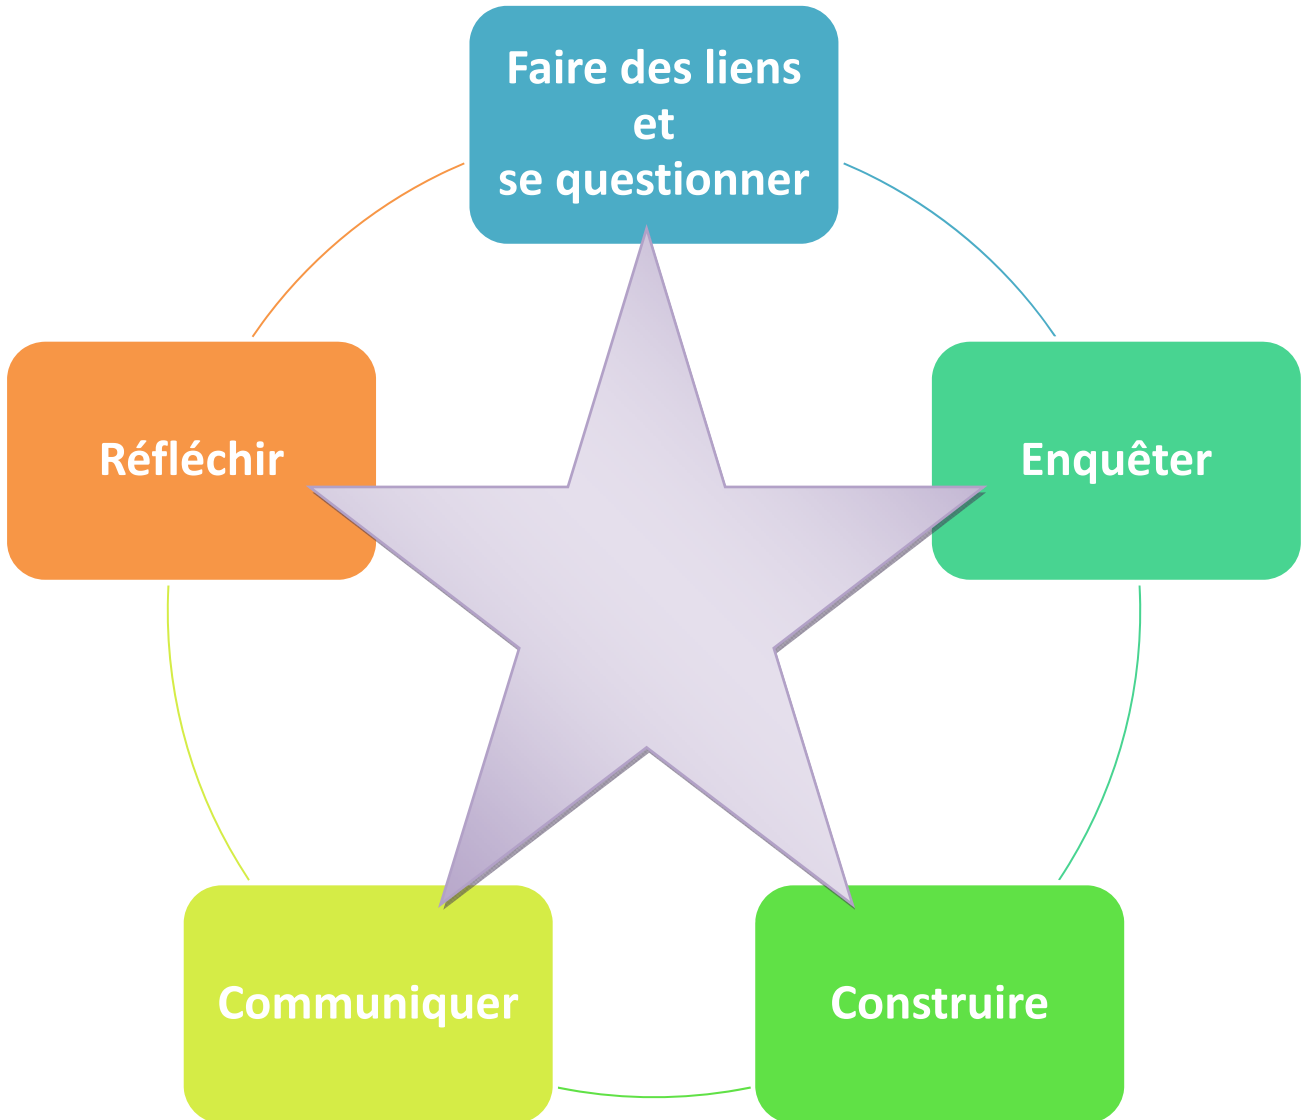 Faire des liens
et
se questionner
Réfléchir
Enquêter
Communiquer
Construire